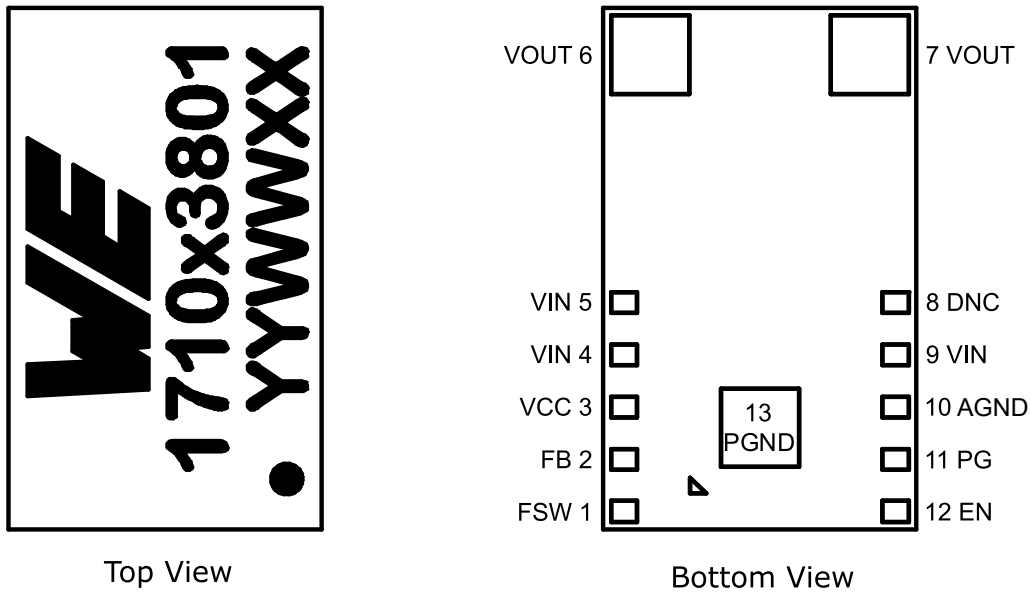 WE
1710x3801
YYWWXX
Top View
VOUT 6
7 VOUT
VIN 5
8 DNC
VIN 4
9 VIN
VCC 3
10 AGND
13
PGND
FB 2
11 PG
FSW 1
12 EN
Bottom View